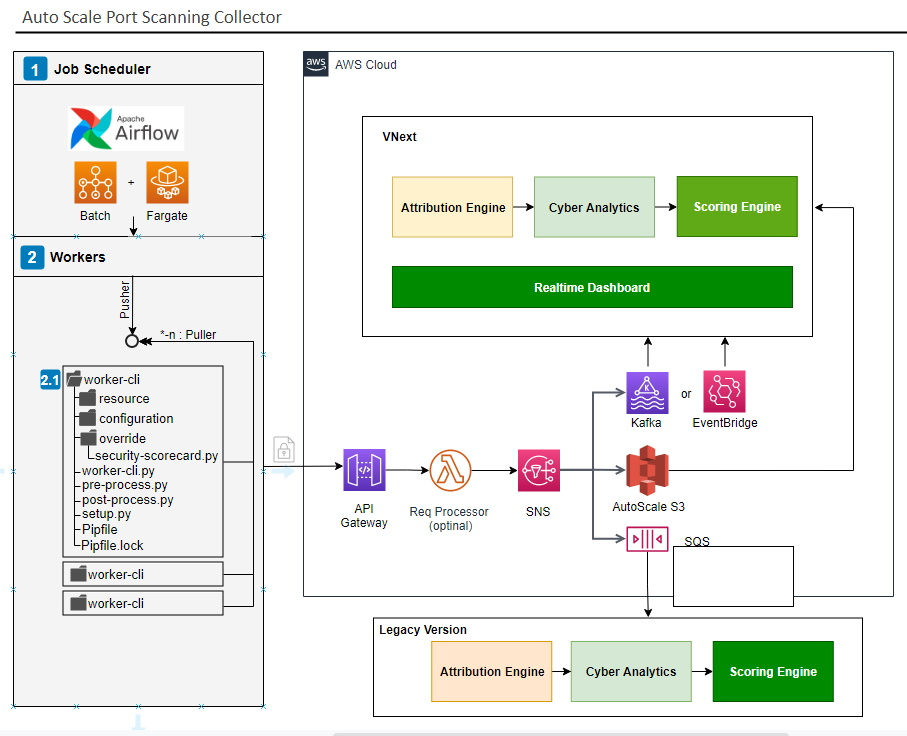 Auto Scale Port Scanning Collector
1 Job Scheduler
Apache
Airflow
+
Batch
Fargate
2 Workers
Pusher
*-n : Puller
2.1
worker-cli
resource
configuration
override
security-scorecard.py
worker-cli.py
pre-process.py
post-process.py
setup.py
Pipfile
Pipfile.lock
worker-cli
worker-cli
aws
AWS Cloud
VNext
Attribution Engine
Cyber Analytics
Scoring Engine
Realtime Dashboard
K
Kafka
or
EventBridge
</>
API
Gateway
Req Processor
(optinal)
SNS
AutoScale S3
SQS
Legacy Version
Attribution Engine
Cyber Analytics
Scoring Engine